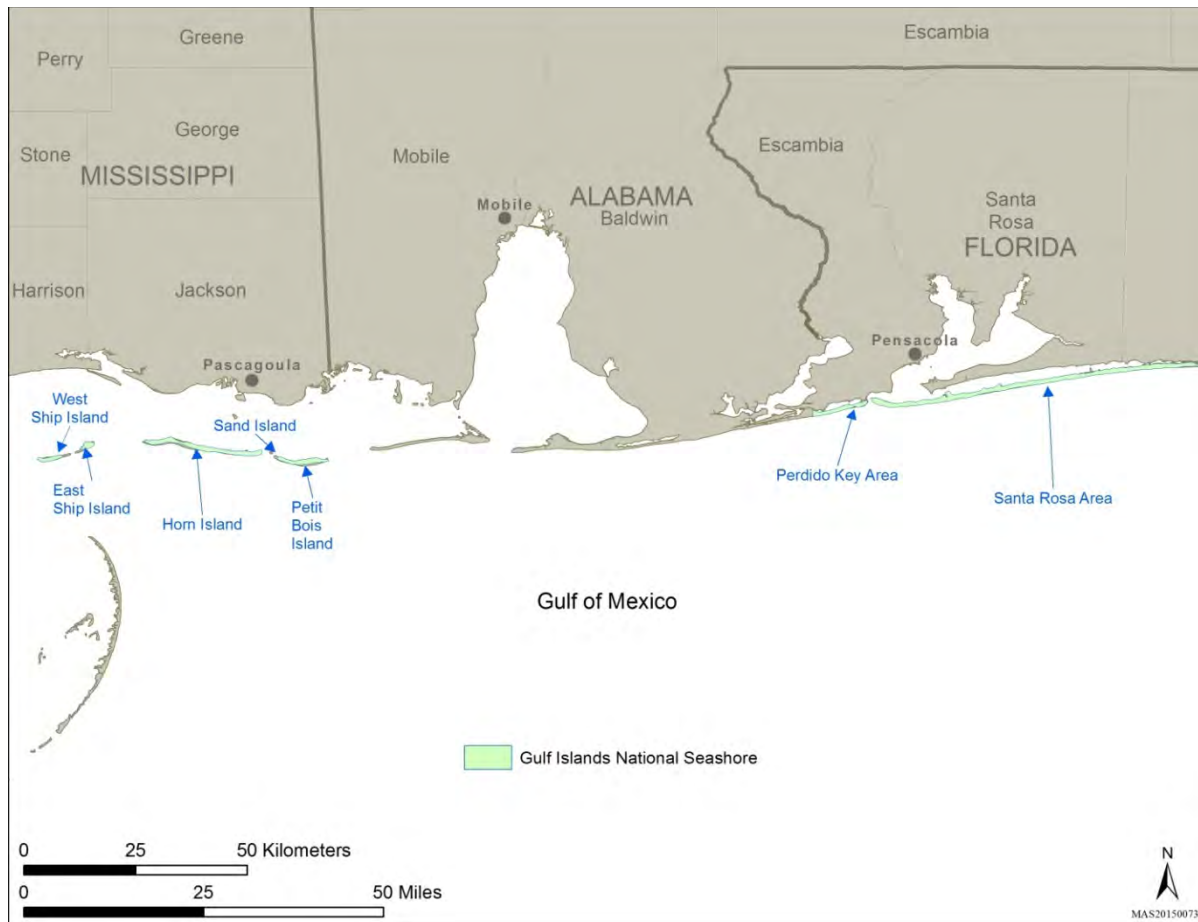 Greene
Escambia
Perry
George
Escambia
Stone
Mobile
MISSISSIPPI
ALABAMA
Baldwin
Mobile
Santa
Rosa
FLORIDA
Harrison
Jackson
Pensacola
Pascagoula
West
Ship Island
Sand Island
East
Ship Island
Horn Island
Petit
Bois
Island
Perdido Key Area
Santa Rosa Area
Gulf of Mexico
Gulf Islands National Seashore
0 25 50 Kilometers
0 25 50 Miles
N
MAS20150073